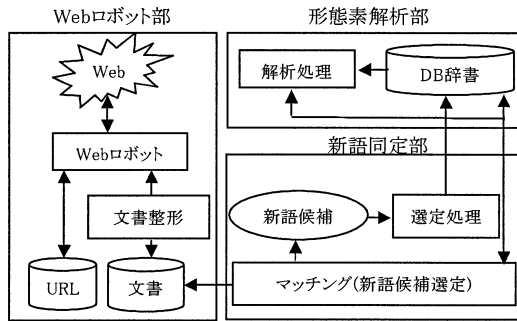 Webロボット部
Web
Webロボット
文書整形
URL
文書
形態素解析部
解析処理
DB辞書
新語同定部
新語候補
選定処理
マッチング(新語候補選定)